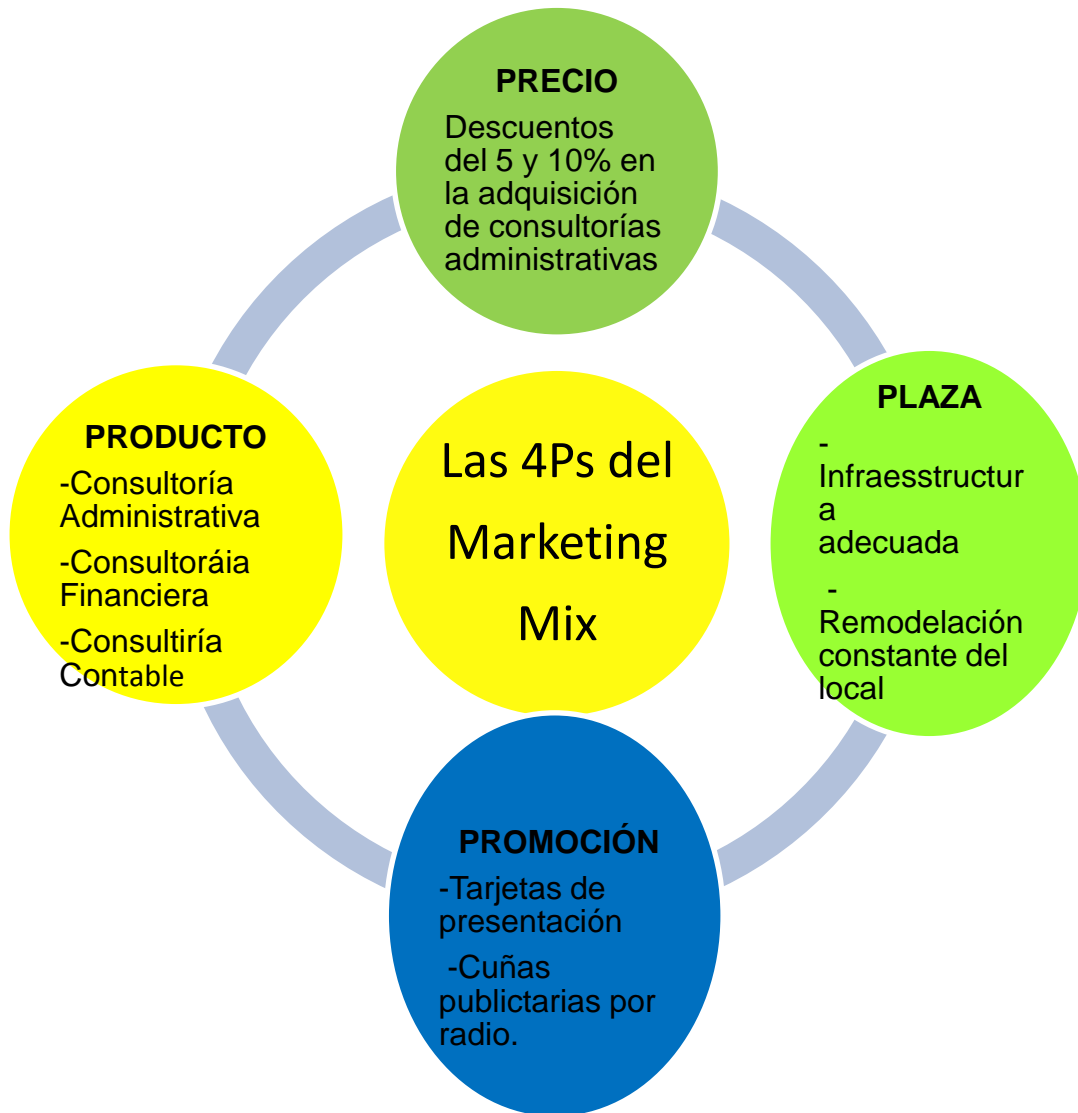 PRECIO
Descuentos
del 5 y 10% en
la adquisición
de consultorías
administrativas
PLAZA
-
Infraesstructur
a
adecuada
-
Remodelación
constante del
local
PROMOCIÓN
-Tarjetas de
presentación
-Cuñas
publictarias por
radio.
PRODUCTO
-Consultoría
Administrativa
-Consultoráia
Financiera
-Consultiría
Contable
Las 4Ps del
Marketing
Mix